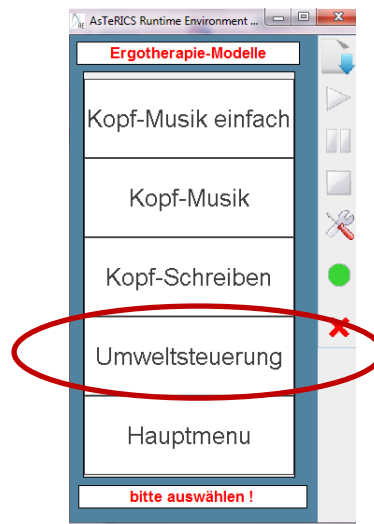 AsTeRICS Runtime Environment ...
Ergotherapie-Modelle
Kopf-Musik einfach
Kopf-Musik
Kopf-Schreiben
Umweltsteuerung
Hauptmenu
bitte auswählen !